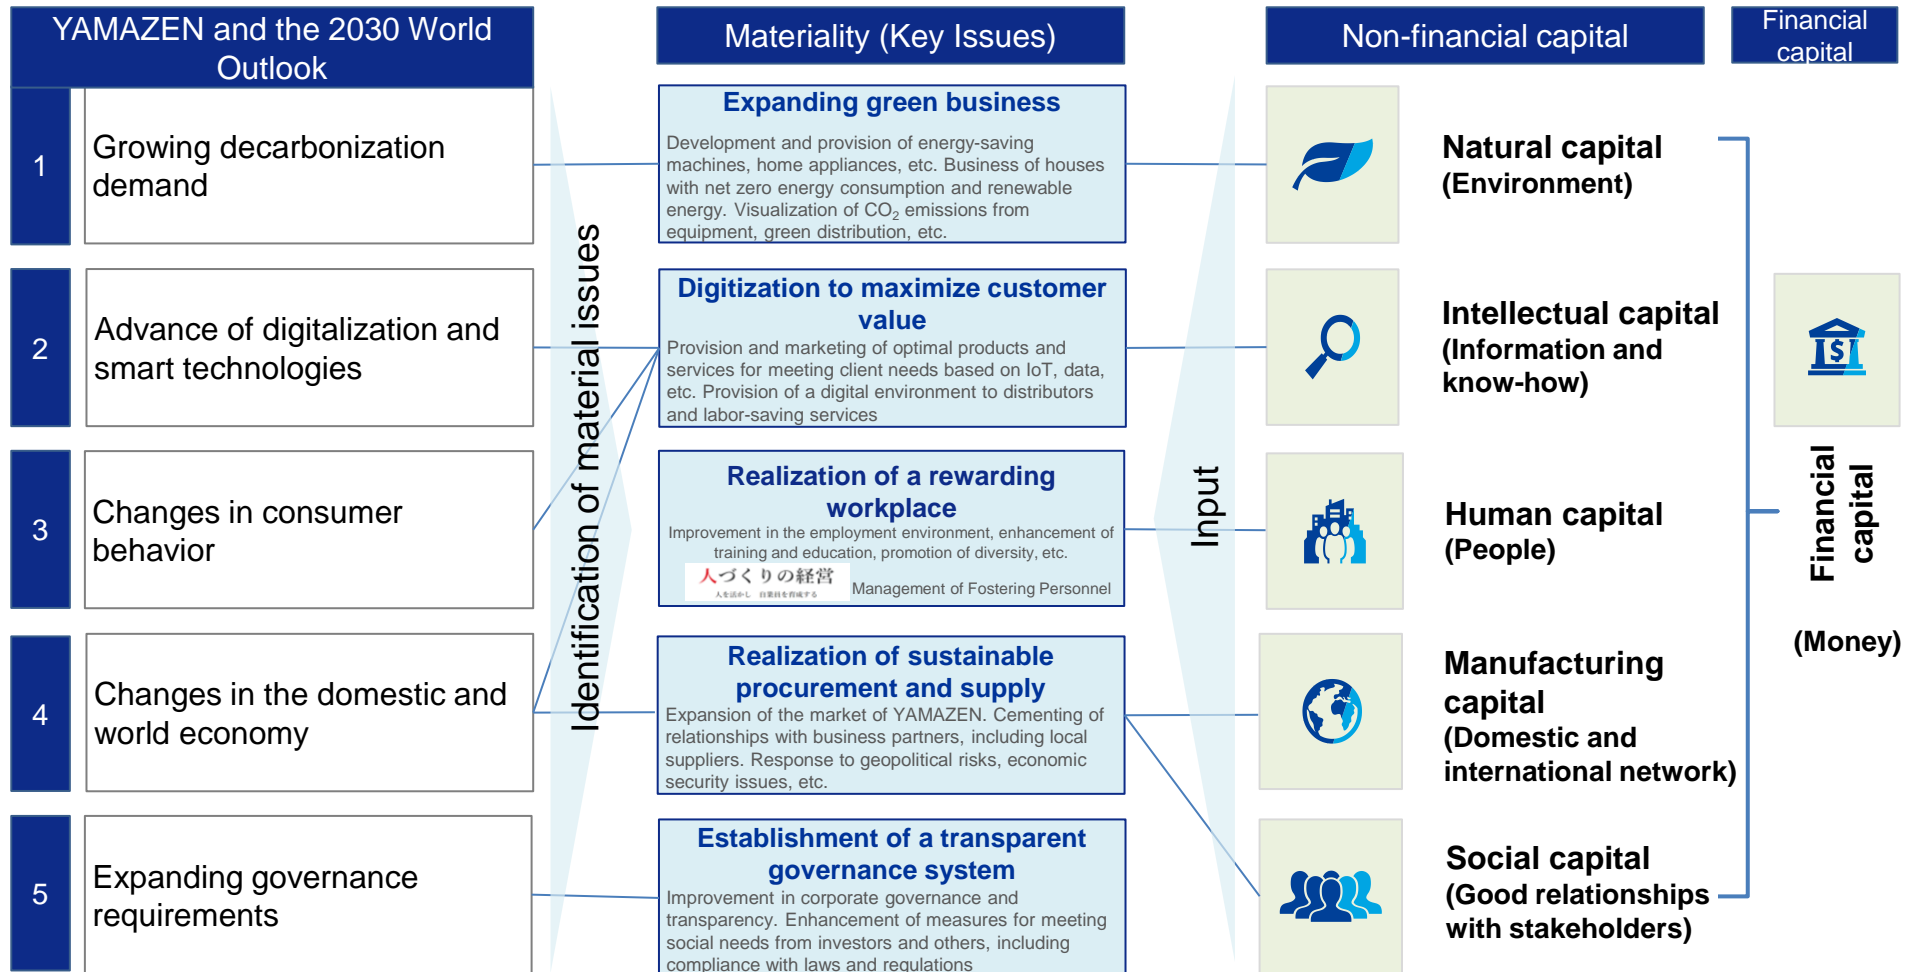 YAMAZEN and the 2030 World
Outlook
Materiality (Key Issues)
Non-financial capital
Financial
capital
1
Growing decarbonization
demand
2
Advance of digitalization and
smart technologies
3
Changes in consumer
behavior
4
Changes in the domestic and
world economy
5
Expanding governance
requirements
Identification of material issues
Expanding green business
Development and provision of energy-saving
machines, home appliances, etc. Business of houses
with net zero energy consumption and renewable
energy. Visualization of CO₂ emissions from
equipment, green distribution, etc.
Digitization to maximize customer
value
Provision and marketing of optimal products and
services for meeting client needs based on IoT, data,
etc. Provision of a digital environment to distributors
and labor-saving services
Realization of a rewarding
workplace
Improvement in the employment environment, enhancement of
training and education, promotion of diversity, etc.
人づくりの経営
Management of Fostering Personnel
Realization of sustainable
procurement and supply
Expansion of the market of YAMAZEN. Cementing of
relationships with business partners, including local
suppliers. Response to geopolitical risks, economic
security issues, etc.
Establishment of a transparent
governance system
Improvement in corporate governance and
transparency. Enhancement of measures for meeting
social needs from investors and others, including
compliance with laws and regulations
Input
Natural capital
(Environment)
Intellectual capital
(Information and
know-how)
Human capital
(People)
Manufacturing
capital
(Domestic and
international network)
Social capital
(Good relationships
with stakeholders)
$
Financial
capital
(Money)